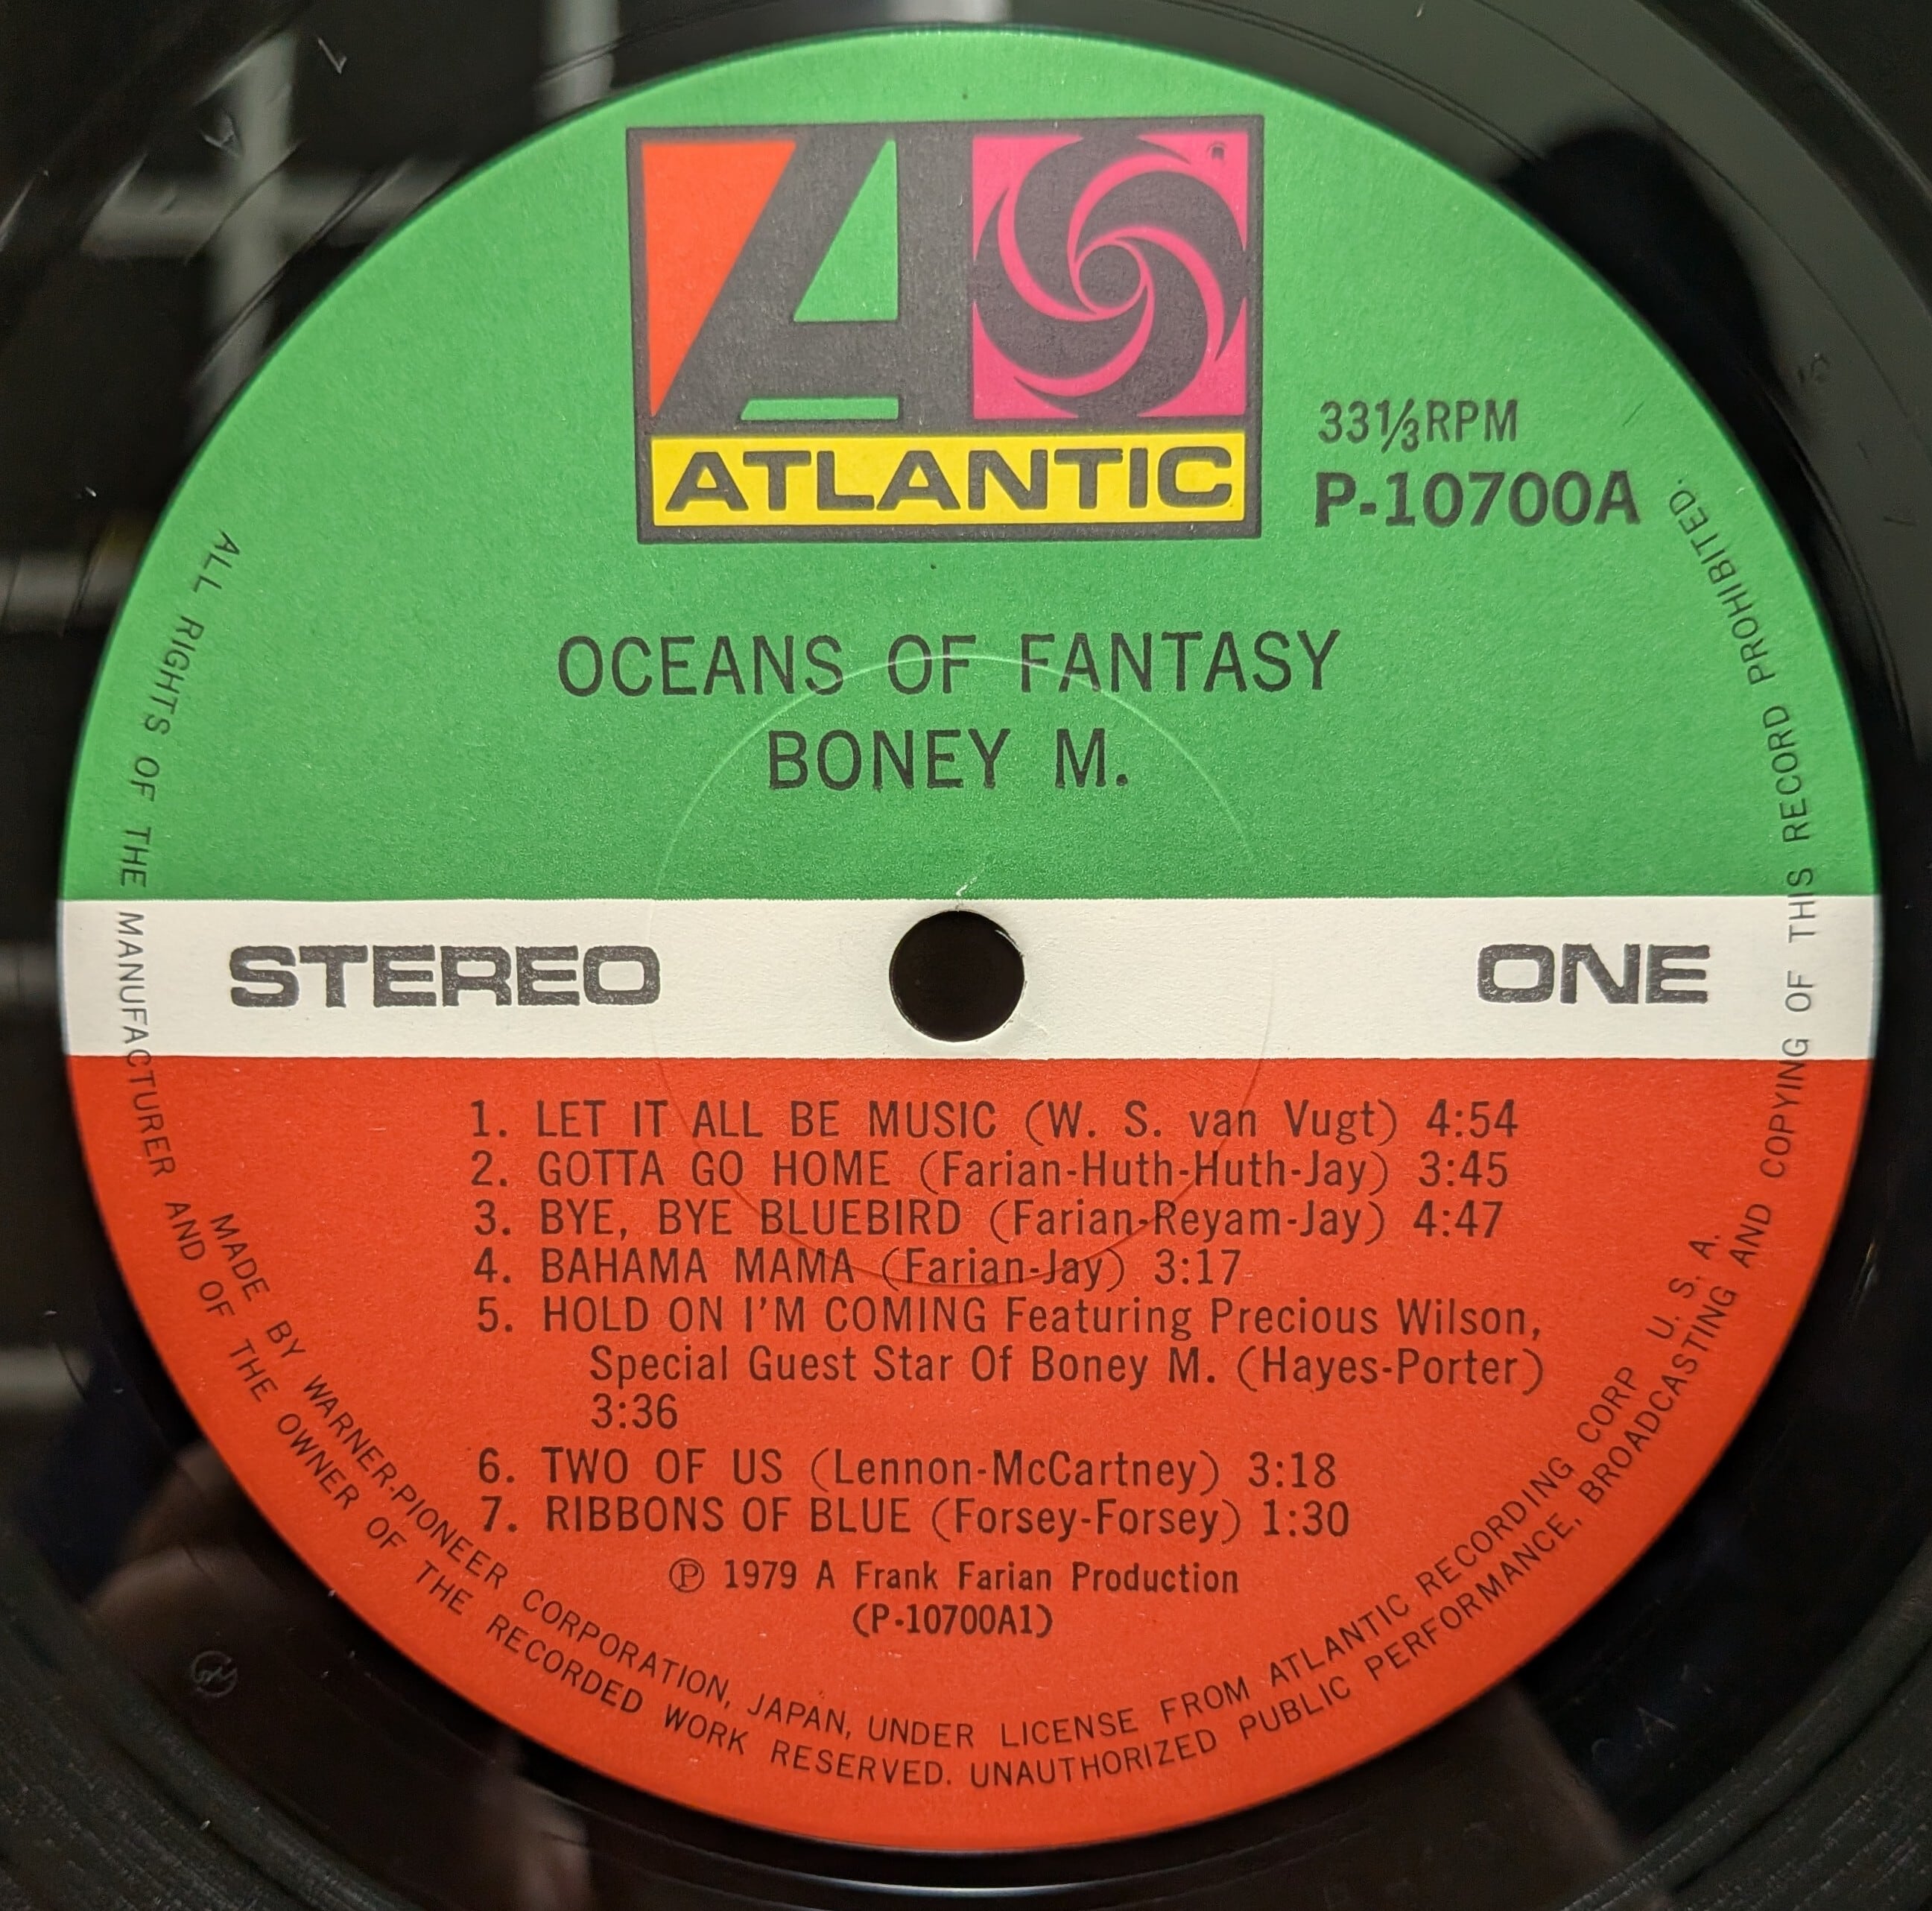 ATLANTIC
33⅓RPM
P-10700A
OCEANS OF FANTASY
BONEY M.
STEREO
ONE
1. LET IT ALL BE MUSIC (W. S. van Vugt) 4:54
2. GOTTA GO HOME (Farian-Huth-Huth-Jay) 3:45
3. BYE, BYE BLUEBIRD (Farian-Reyam-Jay) 4:47
4. BAHAMA MAMA (Farian-Jay) 3:17
5. HOLD ON I'M COMING Featuring Precious Wilson,
Special Guest Star Of Boney M. (Hayes-Porter)
3:36
6. TWO OF US (Lennon-McCartney) 3:18
7. RIBBONS OF BLUE (Forsey-Forsey) 1:30
Ⓟ 1979 A Frank Farian Production
(P-10700A1)
MADE BY WARNER-PIONEER CORPORATION, JAPAN, UNDER LICENSE FROM ATLANTIC RECORDING CORP U. S. A.
ALL RIGHTS OF THE MANUFACTURER AND OF THE OWNER OF THE RECORDED WORK RESERVED. UNAUTHORIZED PUBLIC PERFORMANCE, BROADCASTING AND COPYING OF THIS RECORD PROHIBITED.